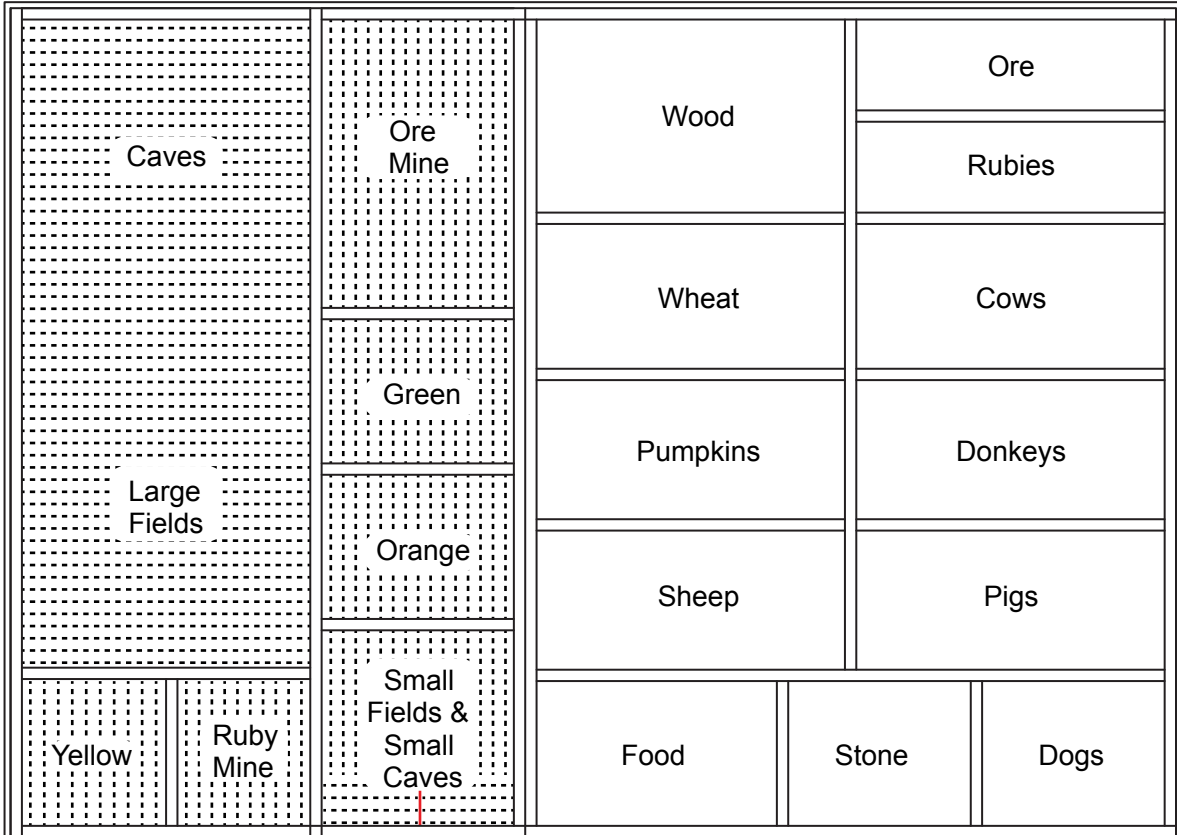 Caves
Large
Fields
Yellow
Ruby
Mine
Ore
Mine
Green
Orange
Small
Fields &
Small
Caves
Wood
Ore
Rubies
Wheat
Cows
Pumpkins
Donkeys
Sheep
Pigs
Food
Stone
Dogs